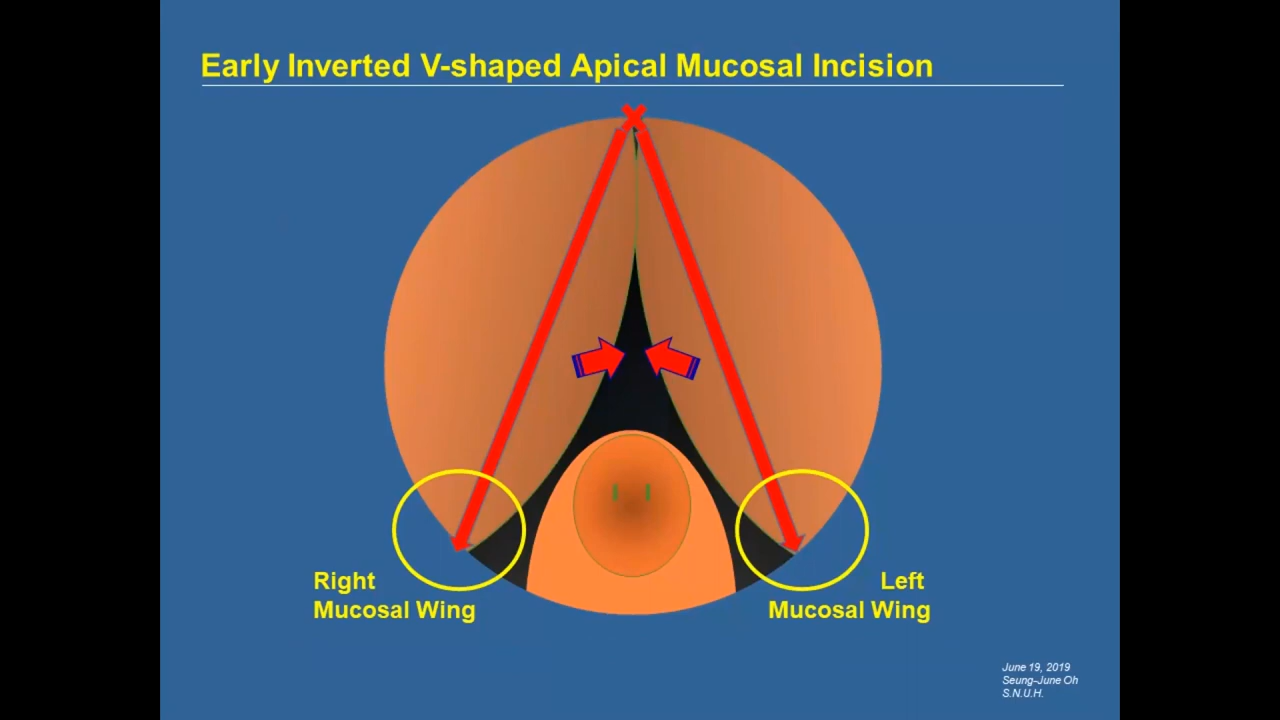 Early Inverted V-shaped Apical Mucosal Incision
Right
Mucosal Wing
Left
Mucosal Wing
June 19, 2019
Seung-June Oh
S.N.U.H.